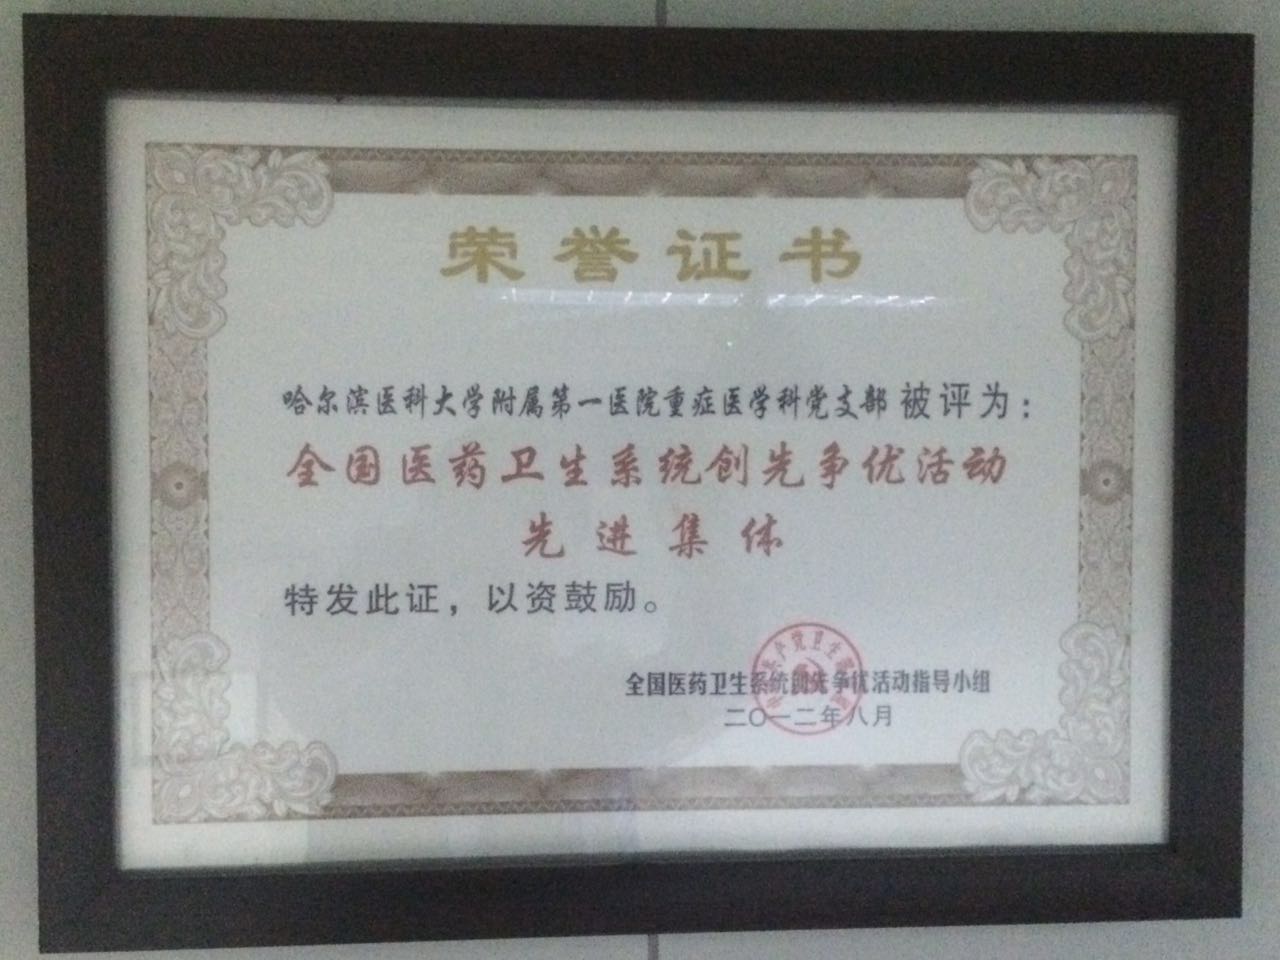 荣誉证书
哈尔滨医科大学附属第一医院重症医学科党支部被评为：
全国医药卫生系统创先争优活动
先进集体
特发此证，以资鼓励。
全国医药卫生系统创先争优活动指导小组
二〇一二年八月